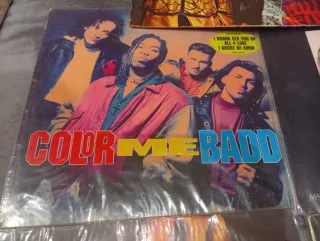 I WANNA SEX YOU UP
ALL 4 LOVE
I ADORE MI AMOR
COLOR ME BADD